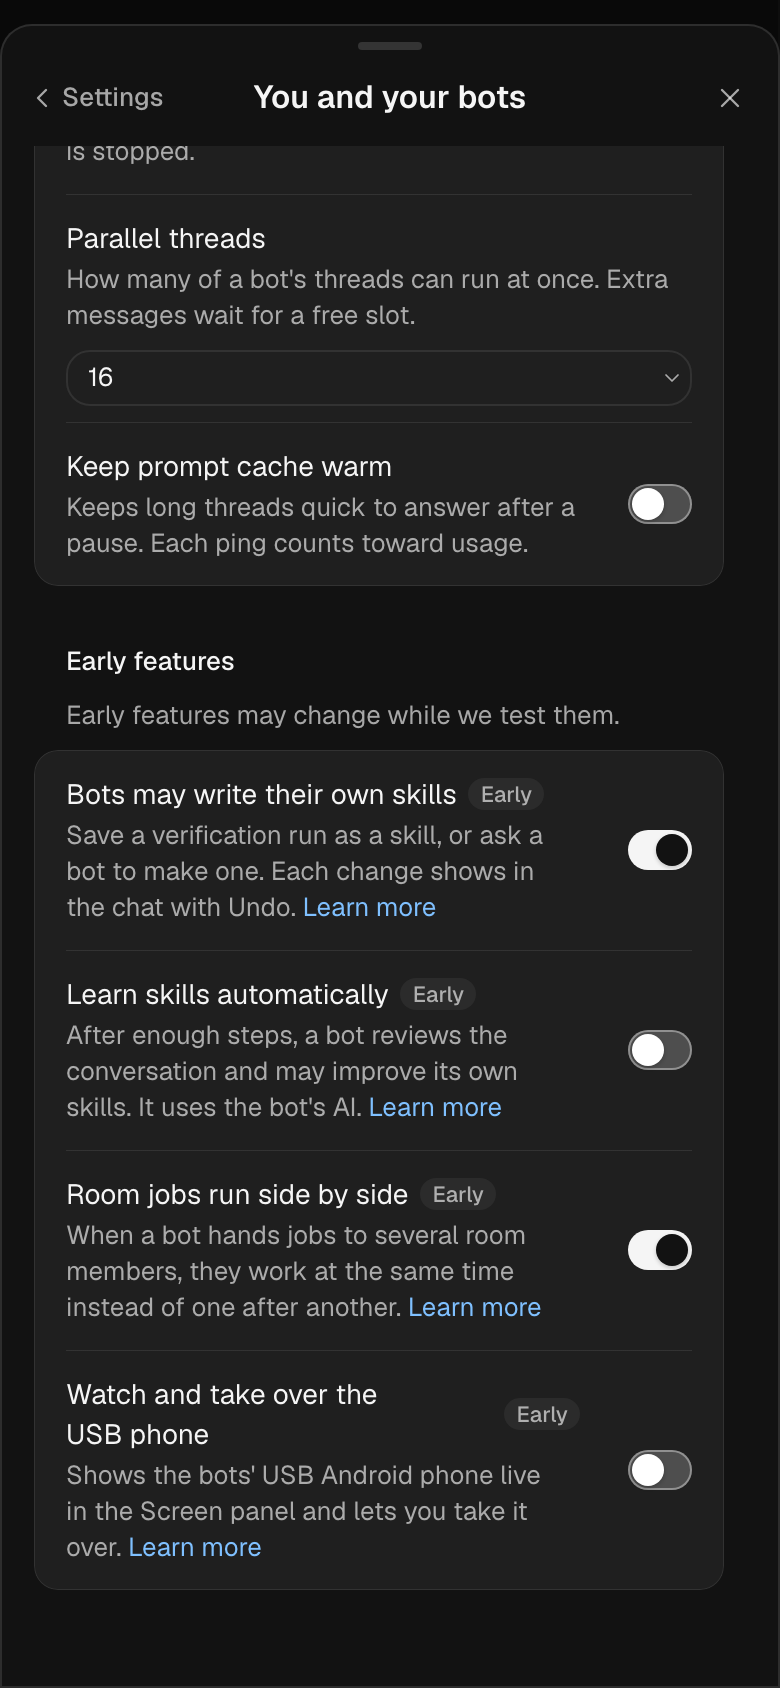 Settings
You and your bots
is stopped.
Parallel threads
How many of a bot's threads can run at once. Extra
messages wait for a free slot.
16
Keep prompt cache warm
Keeps long threads quick to answer after a
pause. Each ping counts toward usage.
Early features
Early features may change while we test them.
Bots may write their own skills Early
Save a verification run as a skill, or ask a
bot to make one. Each change shows in
the chat with Undo. Learn more
Learn skills automatically Early
After enough steps, a bot reviews the
conversation and may improve its own
skills. It uses the bot's AI. Learn more
Room jobs run side by side Early
When a bot hands jobs to several room
members, they work at the same time
instead of one after another. Learn more
Watch and take over the
USB phone Early
Shows the bots' USB Android phone live
in the Screen panel and lets you take it
over. Learn more